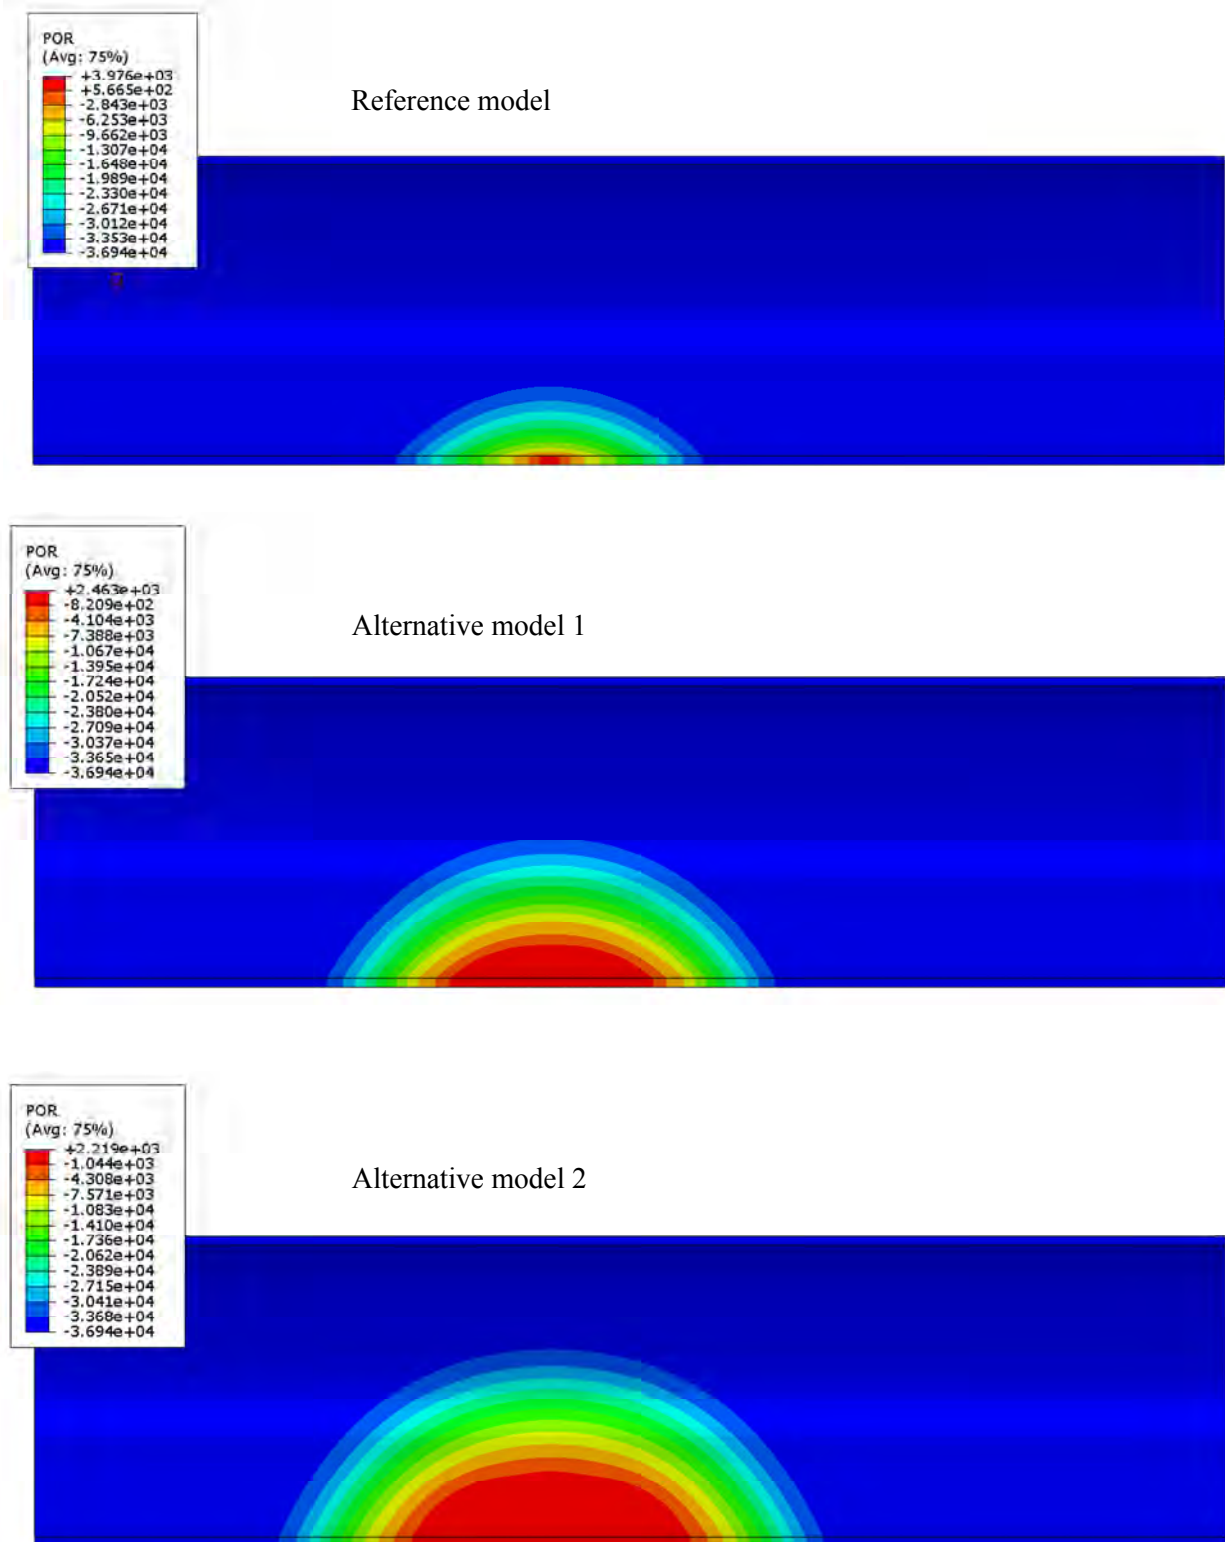 POR
(Avg: 75%)
+3.976e+03
+5.665e+02
-2.843e+03
-6.253e+03
-9.662e+03
-1.307e+04
-1.648e+04
-1.989e+04
-2.330e+04
-2.671e+04
-3.012e+04
-3.353e+04
-3.694e+04
Reference model
POR
(Avg: 75%)
+2.463e+03
-8.209e+02
-4.104e+03
-7.388e+03
-1.067e+04
-1.395e+04
-1.724e+04
-2.052e+04
-2.380e+04
-2.709e+04
-3.037e+04
-3.365e+04
-3.694e+04
Alternative model 1
POR
(Avg: 75%)
+2.219e+03
-1.044e+03
-4.308e+03
-7.571e+03
-1.083e+04
-1.410e+04
-1.736e+04
-2.062e+04
-2.389e+04
-2.715e+04
-3.041e+04
-3.368e+04
-3.694e+04
Alternative model 2